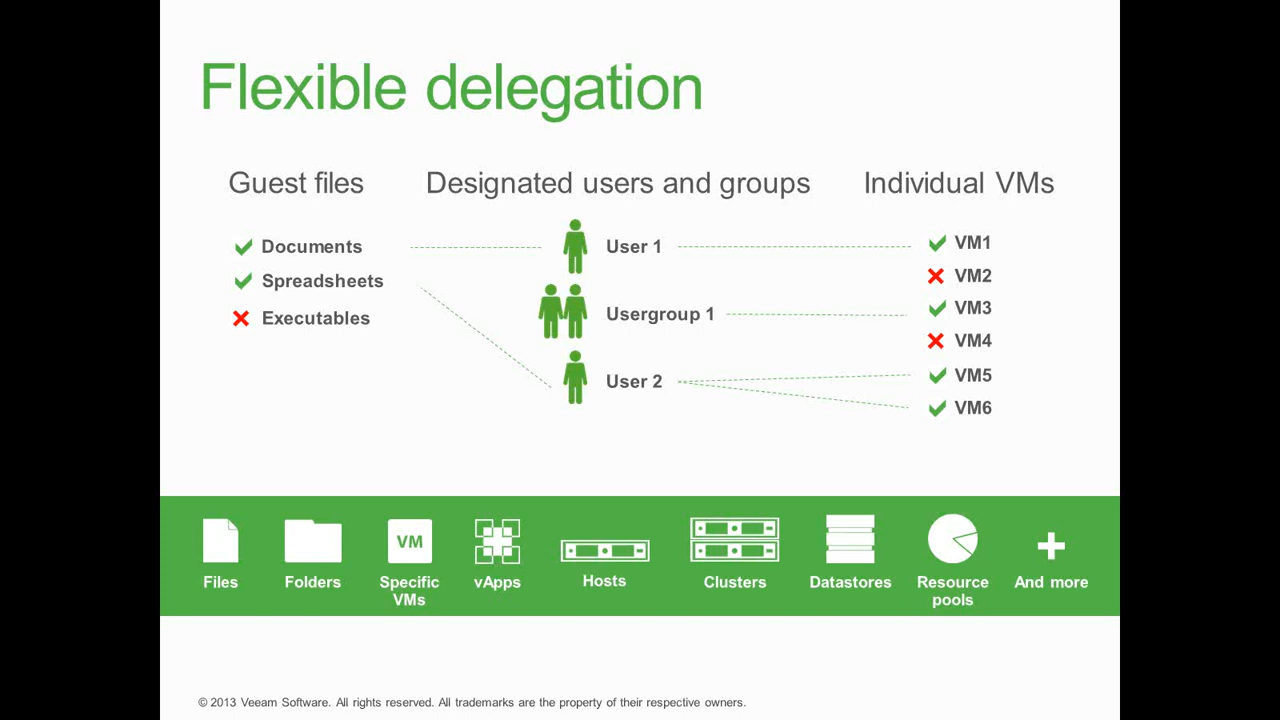 Flexible delegation
Guest files
Designated users and groups
Individual VMs
Documents
Spreadsheets
Executables
User 1
Usergroup 1
User 2
VM1
VM2
VM3
VM4
VM5
VM6
VM
Files
Folders
Specific
VMs
vApps
Hosts
Clusters
Datastores
Resource
pools
And more
© 2013 Veeam Software. All rights reserved. All trademarks are the property of their respective owners.